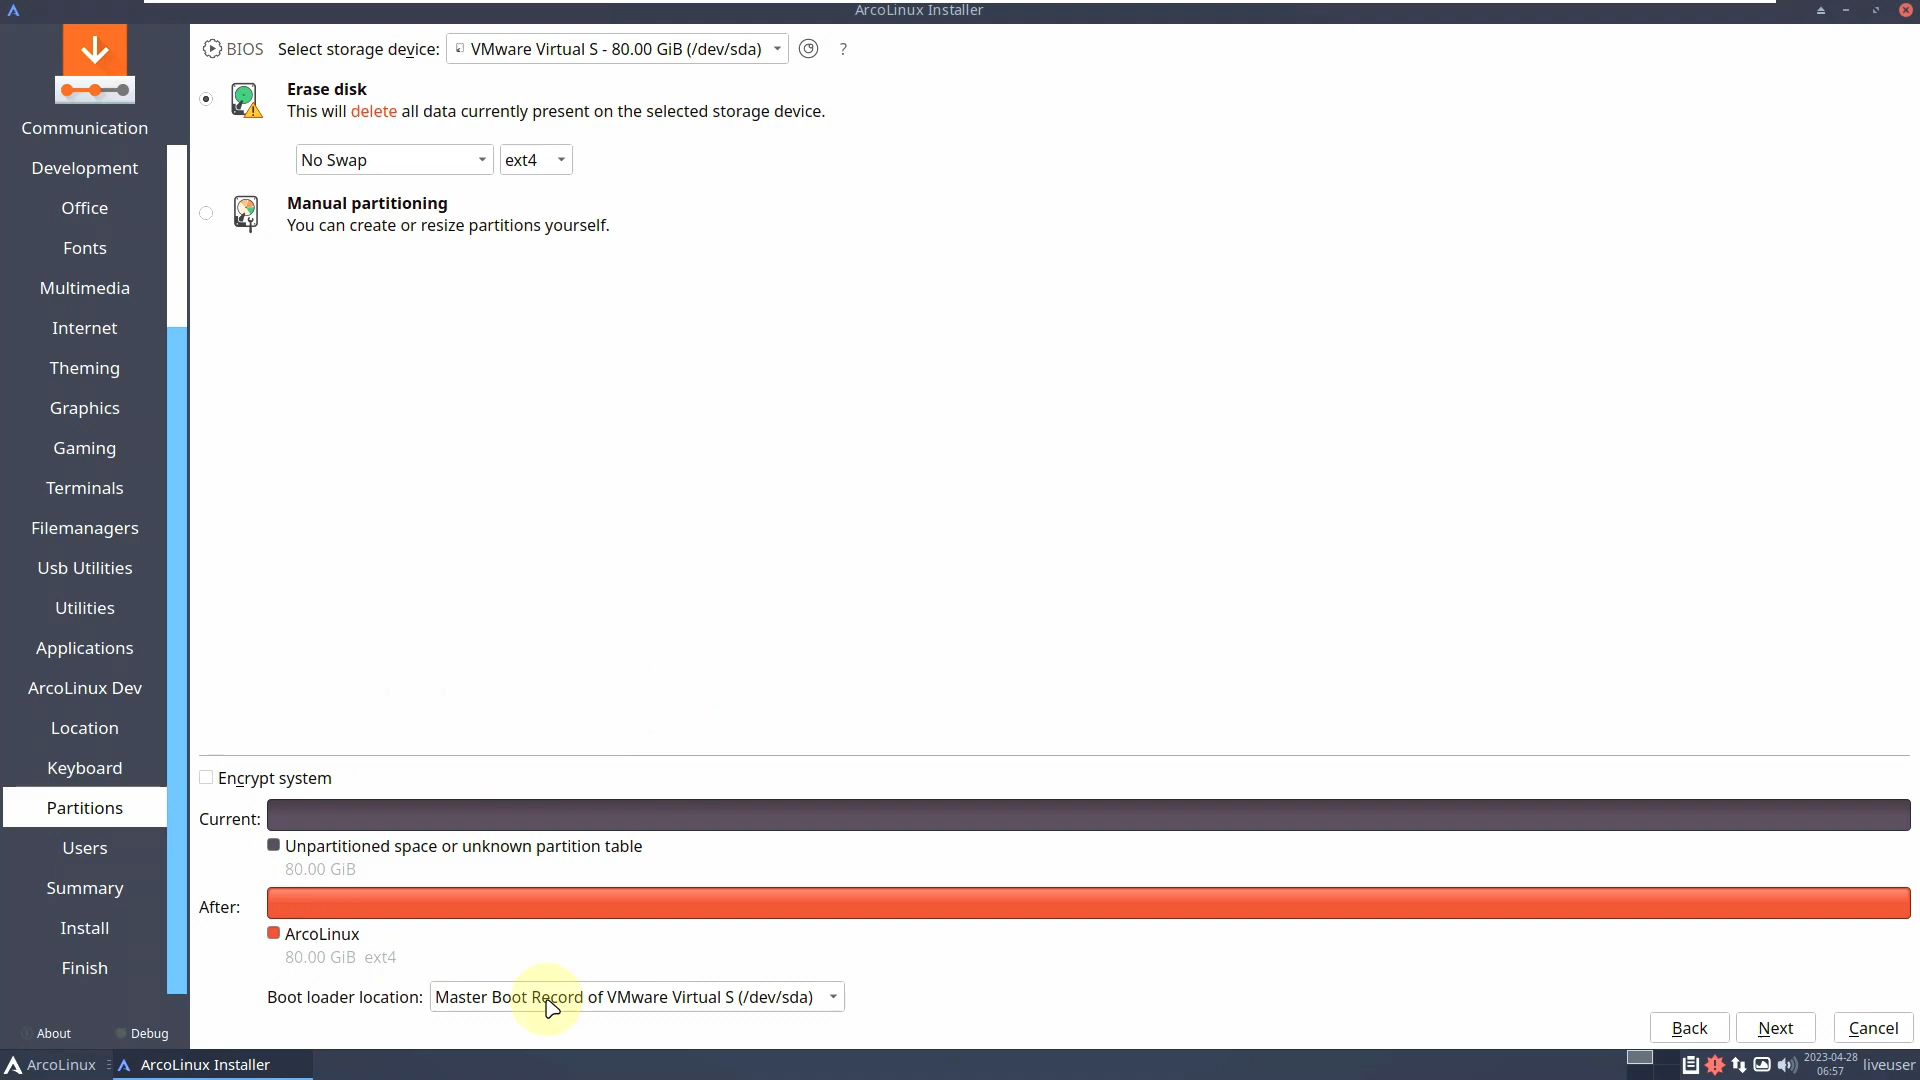 ArcoLinux Installer
BIOS Select storage device: VMware Virtual S - 80.00 GiB (/dev/sda) ?
Erase disk
This will delete all data currently present on the selected storage device.
No Swap ext4
Manual partitioning
You can create or resize partitions yourself.
Communication
Development
Office
Fonts
Multimedia
Internet
Theming
Graphics
Gaming
Terminals
Filemanagers
Usb Utilities
Utilities
Applications
ArcoLinux Dev
Location
Keyboard
Partitions
Users
Summary
Install
Finish
About Debug
Encrypt system
Current:
Unpartitioned space or unknown partition table
80.00 GiB
After:
ArcoLinux
80.00 GiB ext4
Boot loader location: Master Boot Record of VMware Virtual S (/dev/sda)
Back Next Cancel
ArcoLinux ArcoLinux Installer
2023-04-28
06:57
liveuser